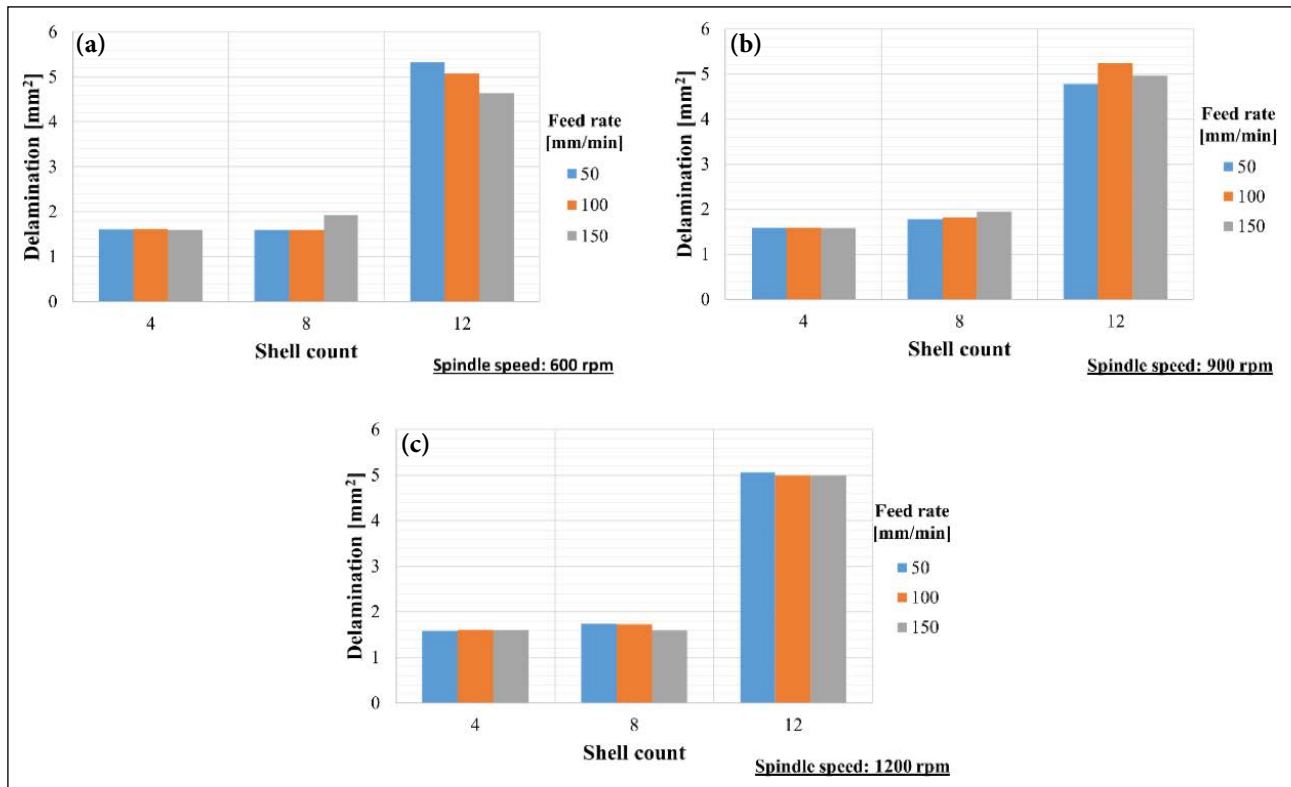 (a)
Delamination [mm²]
6
5
4
3
2
1
0
4 8 12
Shell count
Feed rate
[mm/min]
50
100
150
Spindle speed: 600 rpm
(b)
Delamination [mm²]
6
5
4
3
2
1
0
4 8 12
Shell count
Feed rate
[mm/min]
50
100
150
Spindle speed: 900 rpm
(c)
Delamination [mm²]
6
5
4
3
2
1
0
4 8 12
Shell count
Feed rate
[mm/min]
50
100
150
Spindle speed: 1200 rpm